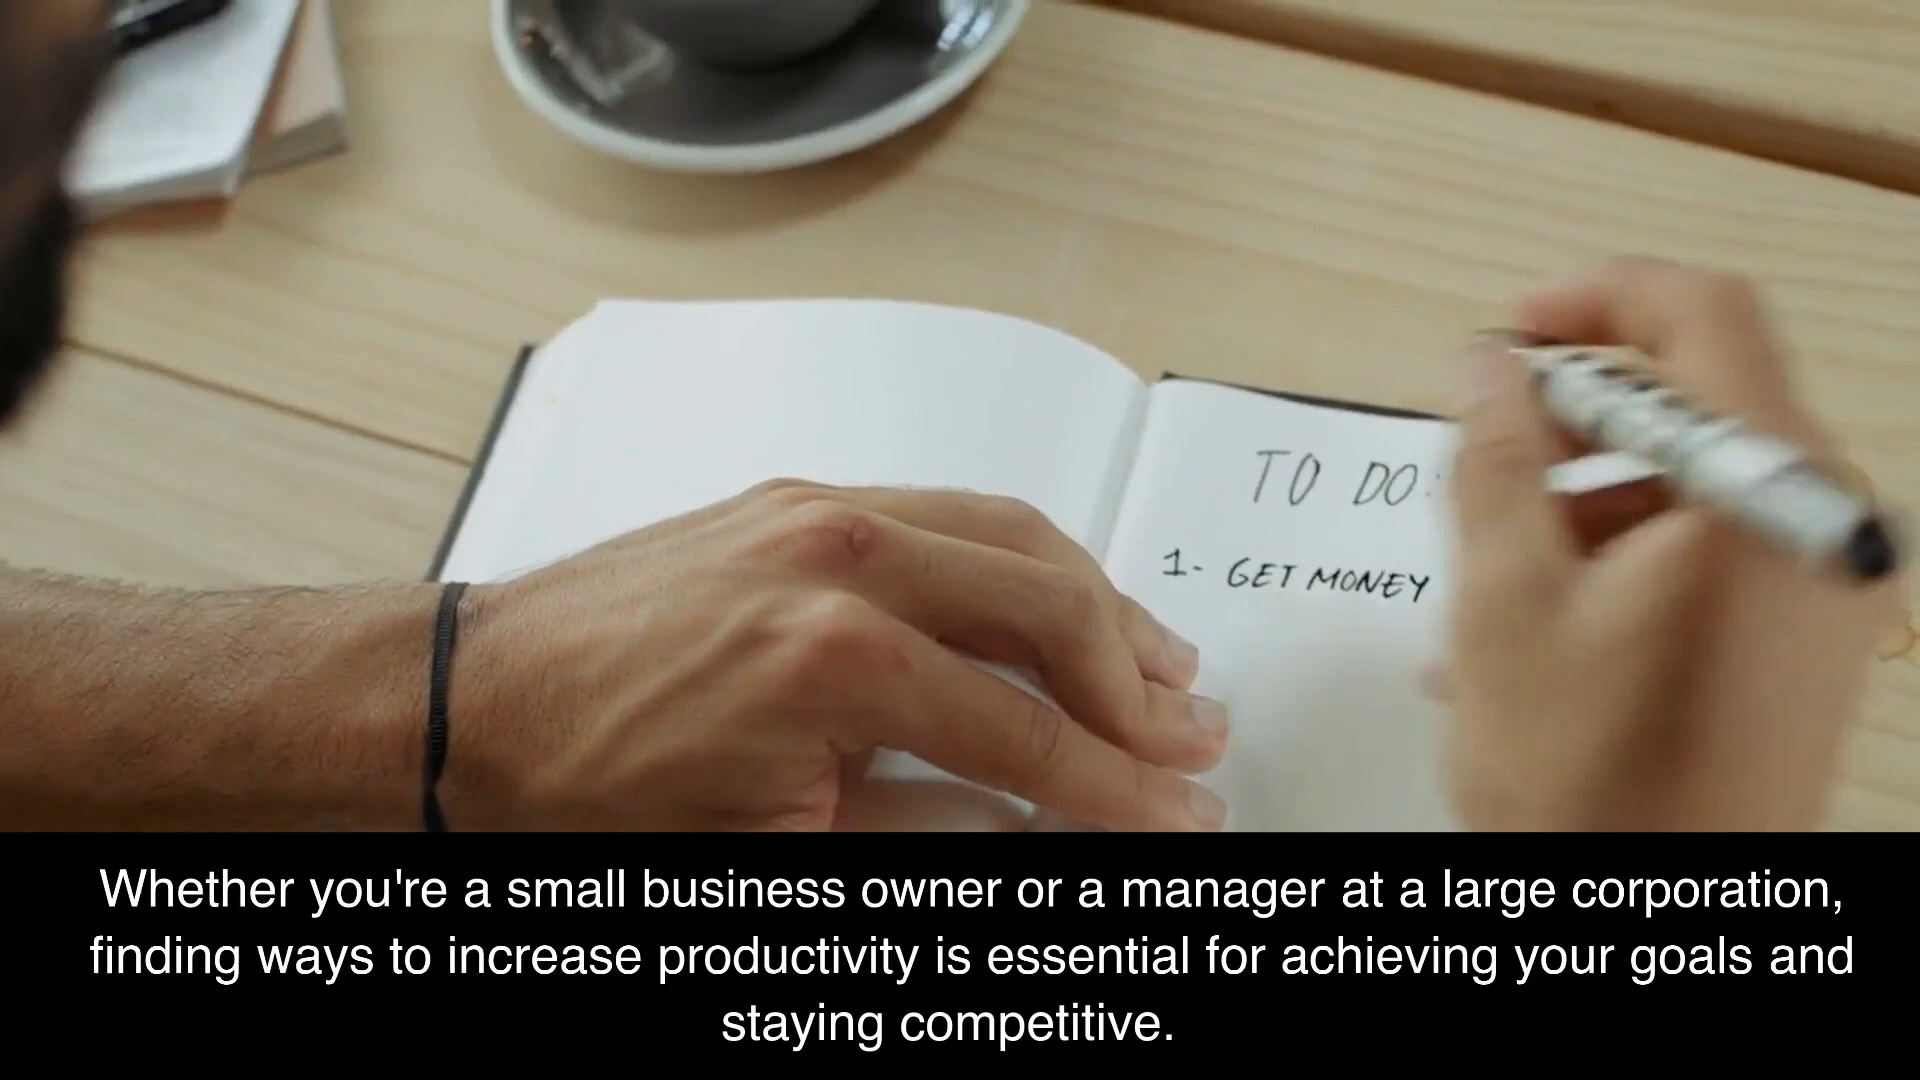 TO DO:
1- GET MONEY
Whether you're a small business owner or a manager at a large corporation,
finding ways to increase productivity is essential for achieving your goals and
staying competitive.